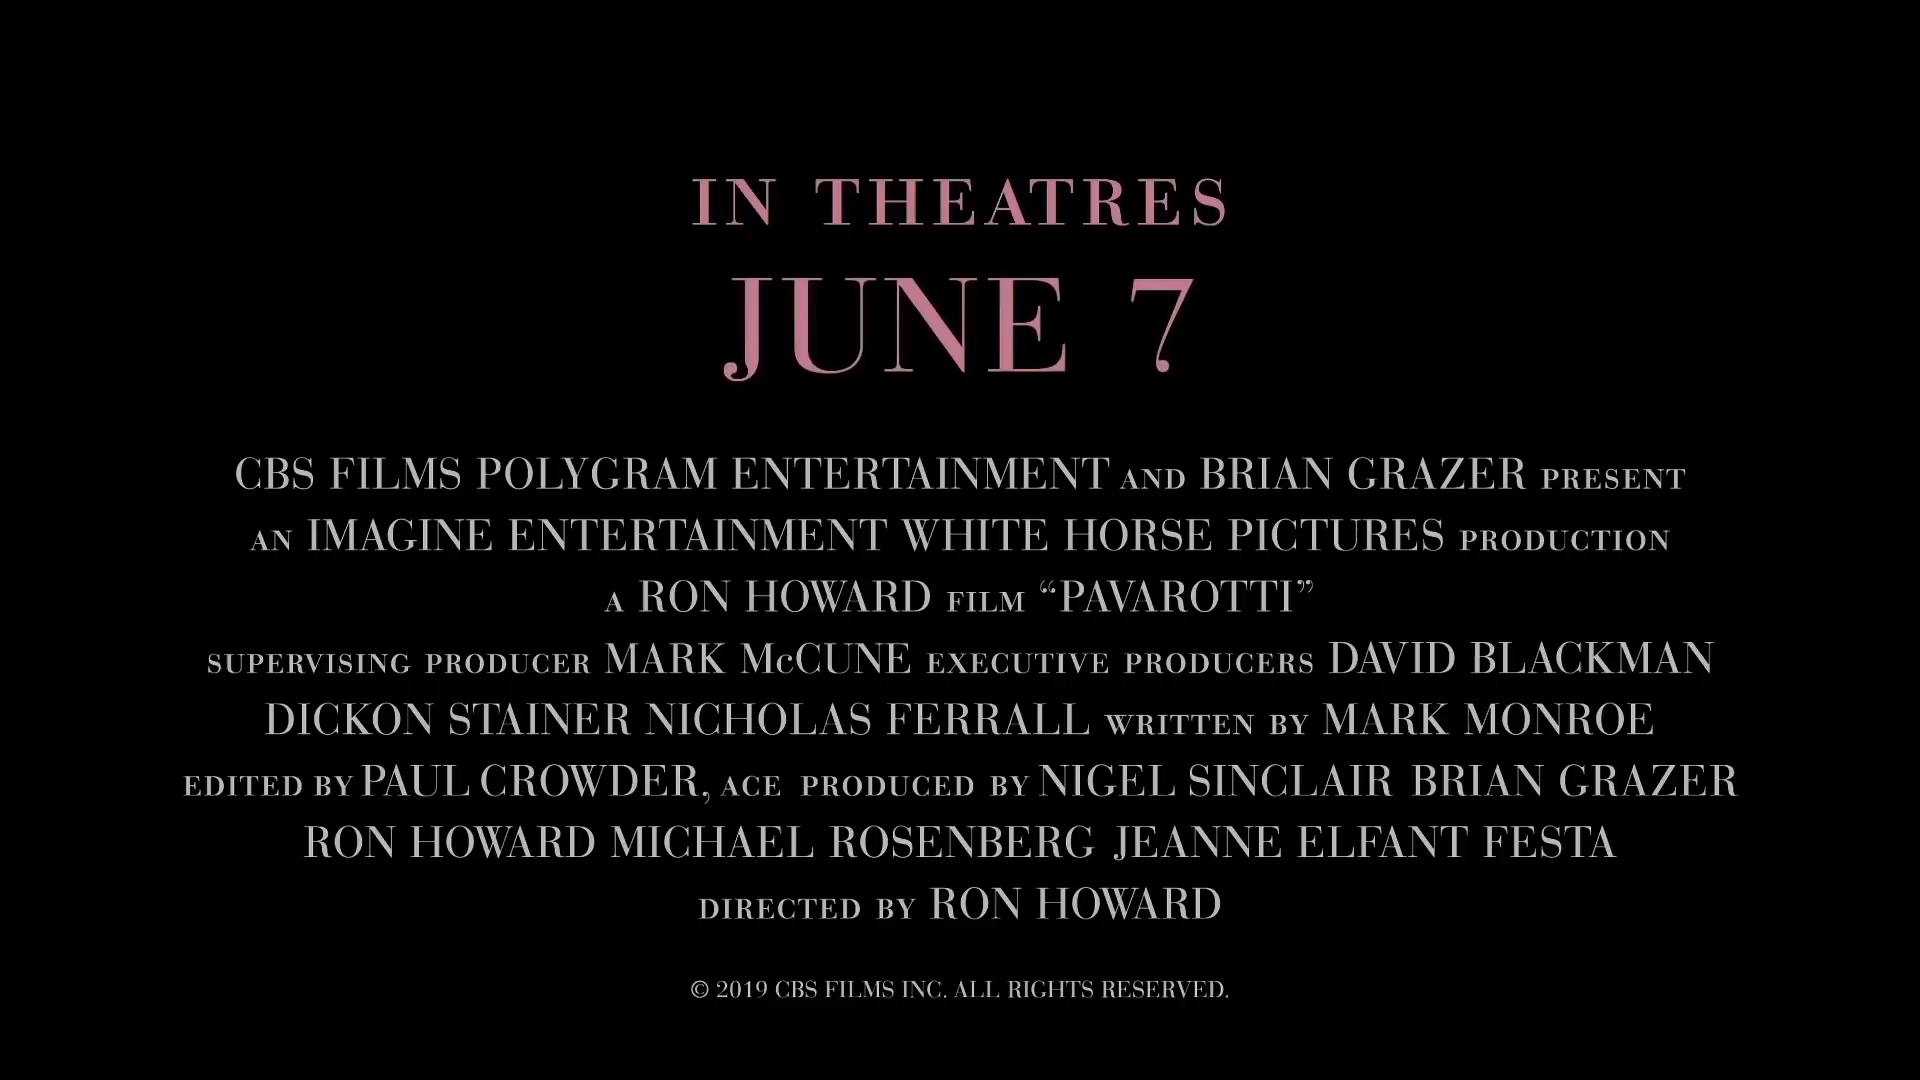 IN THEATRES
JUNE 7
CBS FILMS POLYGRAM ENTERTAINMENT AND BRIAN GRAZER PRESENT
AN IMAGINE ENTERTAINMENT WHITE HORSE PICTURES PRODUCTION
A RON HOWARD FILM “PAVAROTTI”
SUPERVISING PRODUCER MARK McCUNE EXECUTIVE PRODUCERS DAVID BLACKMAN
DICKON STAINER NICHOLAS FERRALL WRITTEN BY MARK MONROE
EDITED BY PAUL CROWDER, ACE PRODUCED BY NIGEL SINCLAIR BRIAN GRAZER
RON HOWARD MICHAEL ROSENBERG JEANNE ELFANT FESTA
DIRECTED BY RON HOWARD
© 2019 CBS FILMS INC. ALL RIGHTS RESERVED.